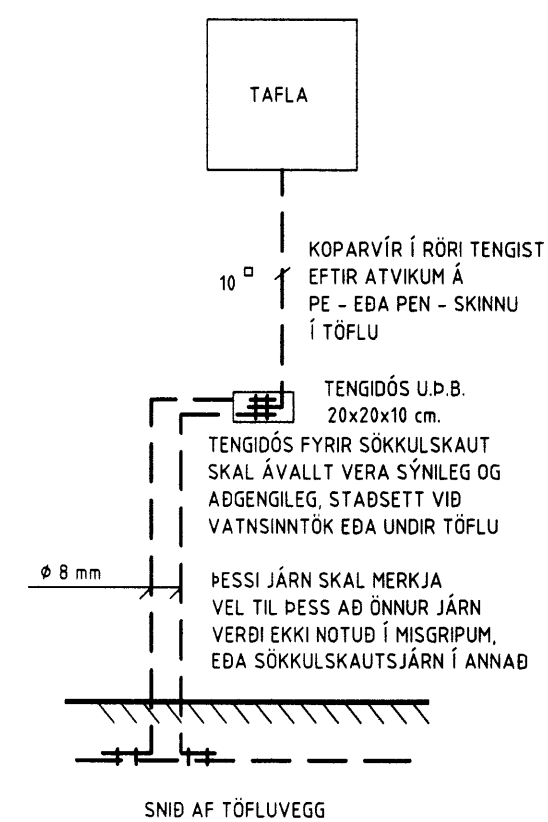 TAFLA
KOPARVÍR Í RÖRI TENGIST
EFTIR ATVIKUM Á
PE - EÐA PEN - SKINNU
Í TÖFLU
10 □
TENGIDÓS U.Þ.B.
20x20x10 cm.
TENGIDÓS FYRIR SÖKKULSKAUT
SKAL ÁVALLT VERA SÝNILEG OG
AÐGENGILEG, STAÐSETT VIÐ
VATNSINNTÖK EÐA UNDIR TÖFLU
ø 8 mm
ÞESSI JÁRN SKAL MERKJA
VEL TIL ÞESS AÐ ÖNNUR JÁRN
VERÐI EKKI NOTUÐ Í MISGRIPUM,
EÐA SÖKKULSKAUTSJÁRN Í ANNAÐ
SNIÐ AF TÖFLUVEGG